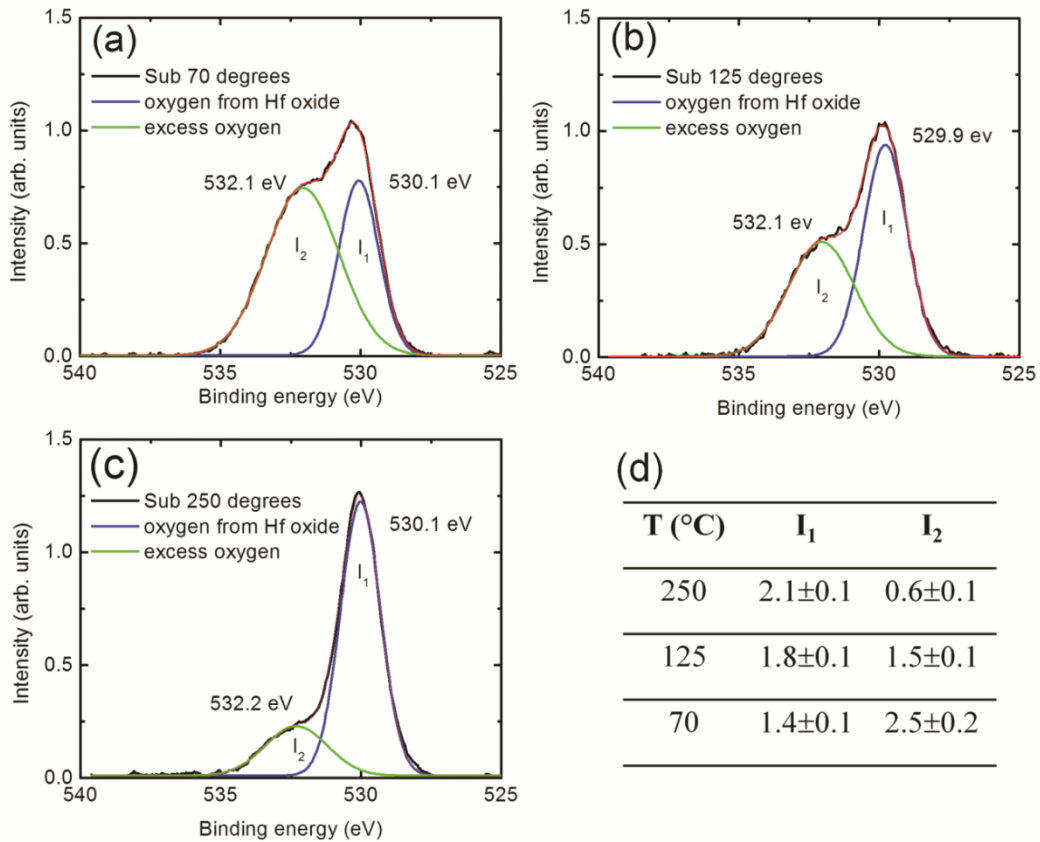 (a)
Sub 70 degrees
oxygen from Hf oxide
excess oxygen
532.1 eV
530.1 eV
I2
I1
Intensity (arb. units)
1.5
1.0
0.5
0.0
540
535
530
525
Binding energy (eV)
(b)
Sub 125 degrees
oxygen from Hf oxide
excess oxygen
529.9 ev
532.1 ev
I1
I2
Intensity (arb. units)
1.5
1.0
0.5
0.0
540
535
530
525
Binding energy (eV)
(c)
Sub 250 degrees
oxygen from Hf oxide
excess oxygen
530.1 eV
I1
532.2 eV
I2
Intensity (arb. units)
1.5
1.0
0.5
0.0
540
535
530
525
Binding energy (eV)
(d)
T (°C) I1 I2
250 2.1±0.1 0.6±0.1
125 1.8±0.1 1.5±0.1
70 1.4±0.1 2.5±0.2